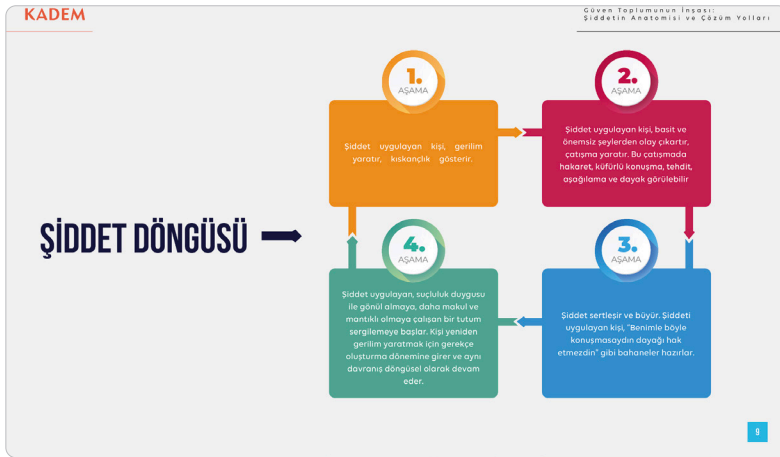 KADEM
Güven Toplumunun İnşası:
Şiddetin Anatomisi ve Çözüm Yolları
ŞİDDET DÖNGÜSÜ
1.
AŞAMA
Şiddet uygulayan kişi, gerilim
yaratır, kıskançlık gösterir.
2.
AŞAMA
Şiddet uygulayan kişi, basit ve
önemsiz şeylerden olay çıkartır,
çatışma yaratır. Bu çatışmada
hakaret, küfürlü konuşma, tehdit,
aşağılama ve dayak görülebilir
3.
AŞAMA
Şiddet sertleşir ve büyür. Şiddeti
uygulayan kişi, "Benimle böyle
konuşmasaydın dayağı hak
etmezdin" gibi bahaneler hazırlar.
4.
AŞAMA
Şiddet uygulayan, suçluluk duygusu
ile gönül almaya, daha makul ve
mantıklı olmaya çalışan bir tutum
sergilemeye başlar. Kişi yeniden
gerilim yaratmak için gerekçe
oluşturma dönemine girer ve aynı
davranış döngüsel olarak devam
eder.
9